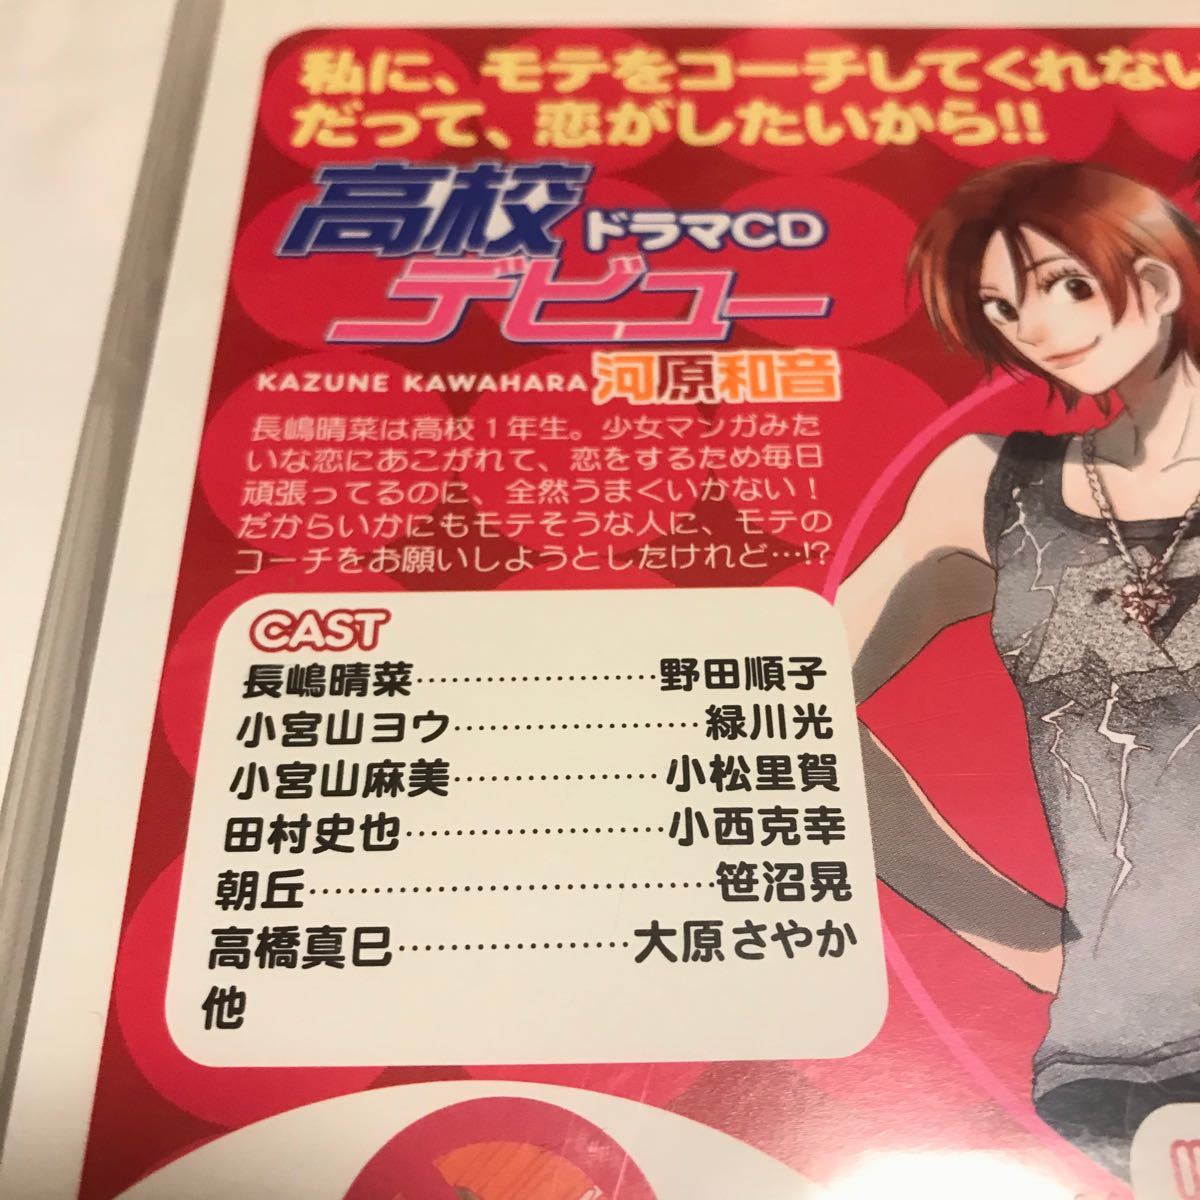 私に、モテをコーチしてくれない
だって、恋がしたいから!!
高校
デビュー
ドラマCD
KAZUNE KAWAHARA 河原和音
長嶋晴菜は高校1年生。少女マンガみた
いな恋にあこがれて、恋をするため毎日
頑張ってるのに、全然うまくいかない！
だからいかにもモテそうな人に、モテの
コーチをお願いしようとしたけれど…!?
CAST
長嶋晴菜……………………野田順子
小宮山ヨウ……………………緑川光
小宮山麻美…………………小松里賀
田村史也……………………小西克幸
朝丘…………………………………笹沼晃
高橋真巳…………………大原さやか
他